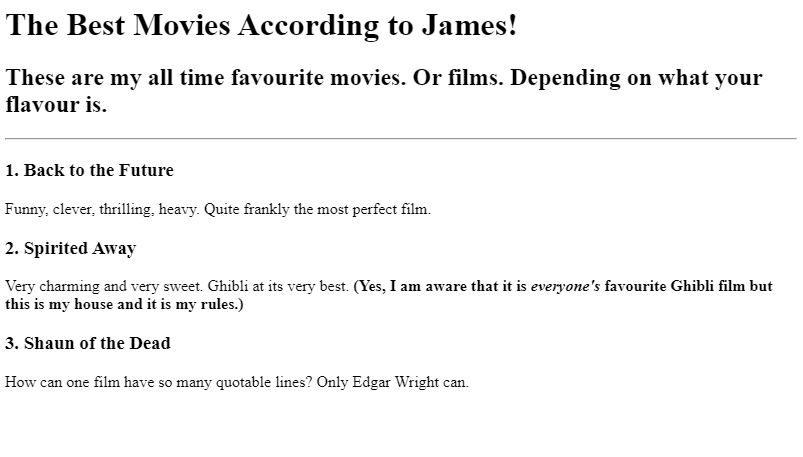 The Best Movies According to James!
These are my all time favourite movies. Or films. Depending on what your
flavour is.
1. Back to the Future
Funny, clever, thrilling, heavy. Quite frankly the most perfect film.
2. Spirited Away
Very charming and very sweet. Ghibli at its very best. (Yes, I am aware that it is everyone's favourite Ghibli film but
this is my house and it is my rules.)
3. Shaun of the Dead
How can one film have so many quotable lines? Only Edgar Wright can.